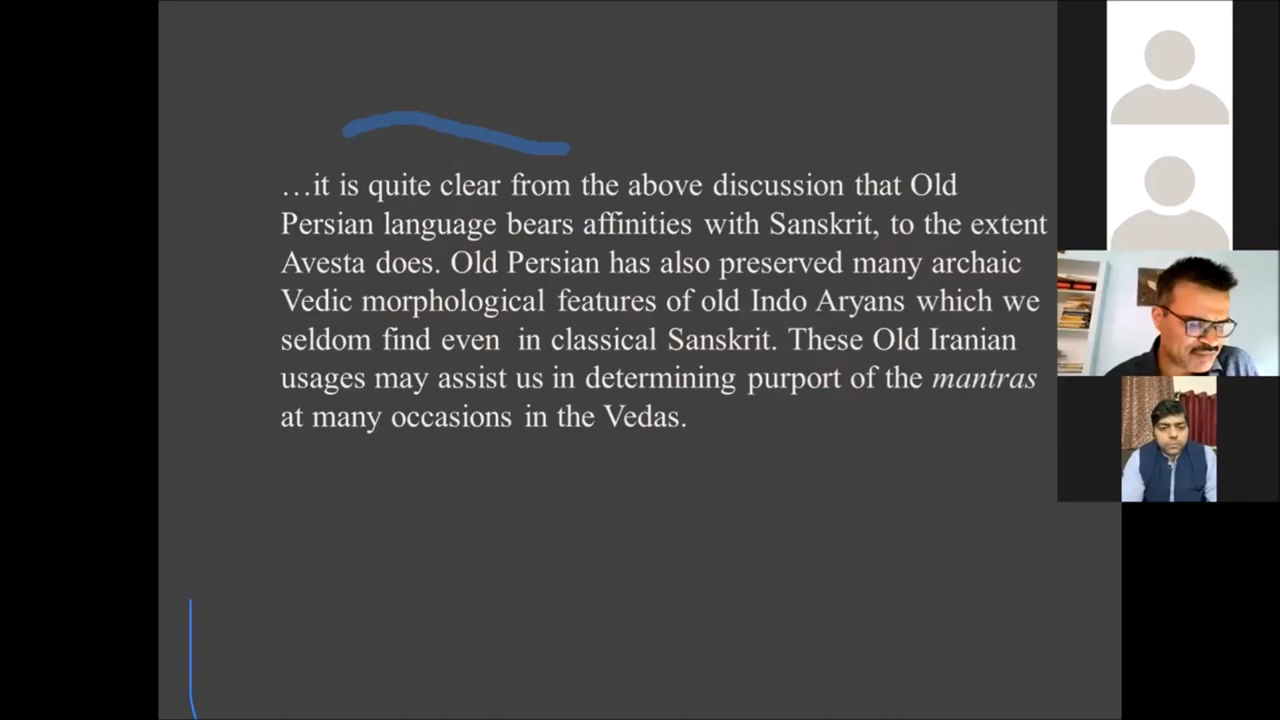 …it is quite clear from the above discussion that Old
Persian language bears affinities with Sanskrit, to the extent
Avesta does. Old Persian has also preserved many archaic
Vedic morphological features of old Indo Aryans which we
seldom find even in classical Sanskrit. These Old Iranian
usages may assist us in determining purport of the mantras
at many occasions in the Vedas.